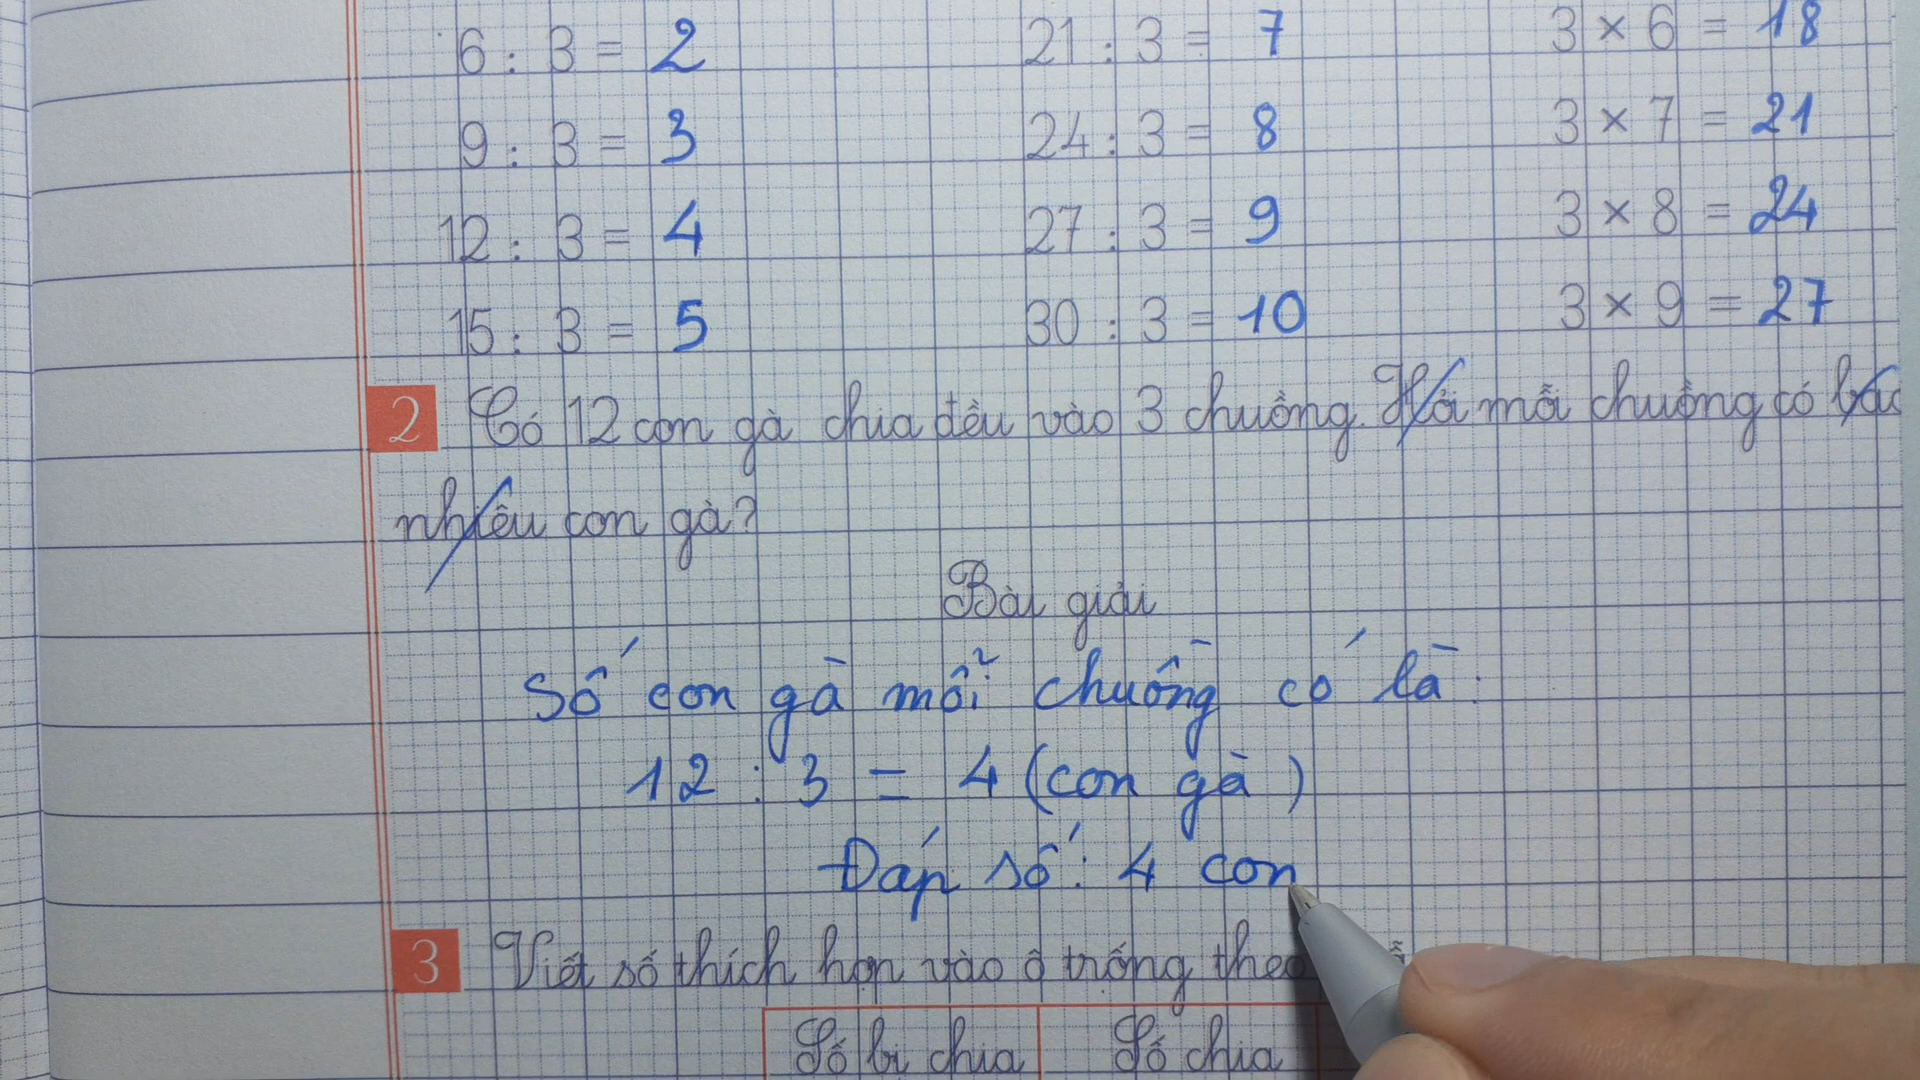 6 : 3 = 2 21 : 3 = 7 3 × 6 = 18
9 : 3 = 3 24 : 3 = 8 3 × 7 = 21
12 : 3 = 4 27 : 3 = 9 3 × 8 = 24
15 : 3 = 5 30 : 3 = 10 3 × 9 = 27
2 Có 12 con gà chia đều vào 3 chuồng. Hỏi mỗi chuồng có bao
nhiêu con gà?
Bài giải
Số con gà mỗi chuồng có là:
12 : 3 = 4 (con gà)
Đáp số: 4 con
3 Viết số thích hợp vào ô trống theo
Số bị chia Số chia